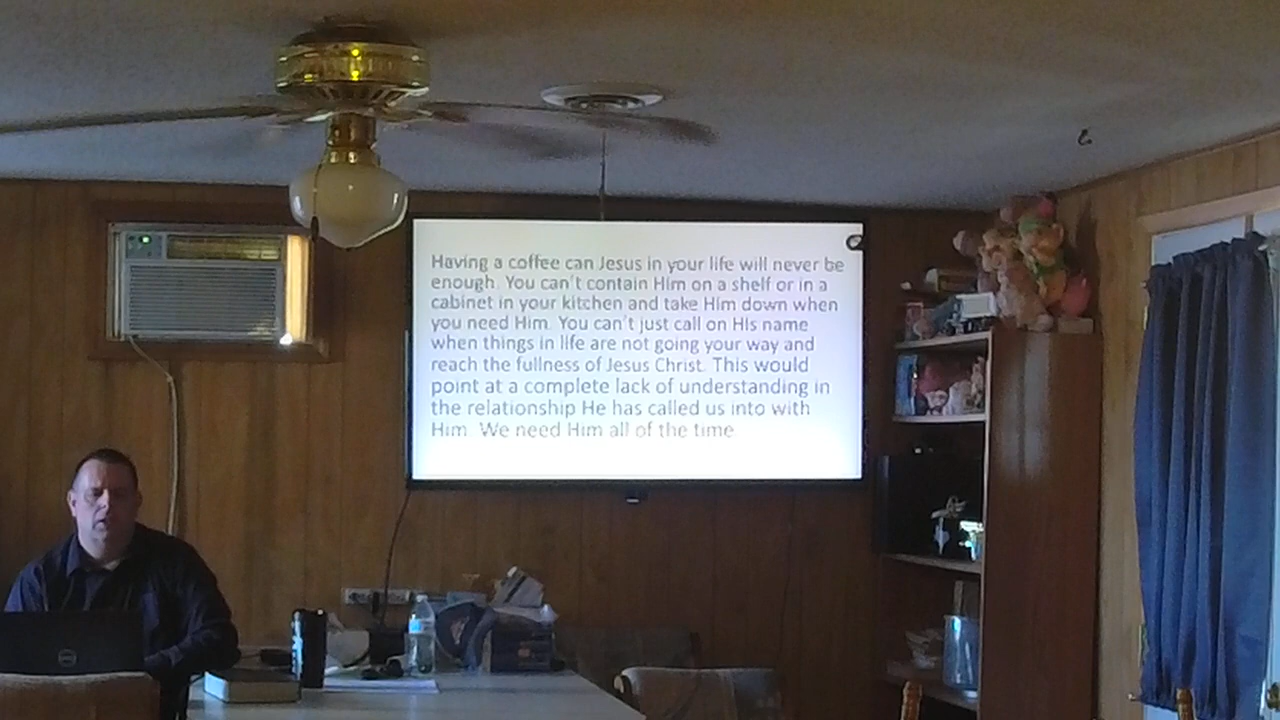 Having a coffee can Jesus in your life will never be
enough. You can't contain Him on a shelf or in a
cabinet in your kitchen and take Him down when
you need Him. You can't just call on HIs name
when things in life are not going your way and
reach the fullness of Jesus Christ. This would
point at a complete lack of understanding in
the relationship He has called us into with
Him. We need Him all of the time.